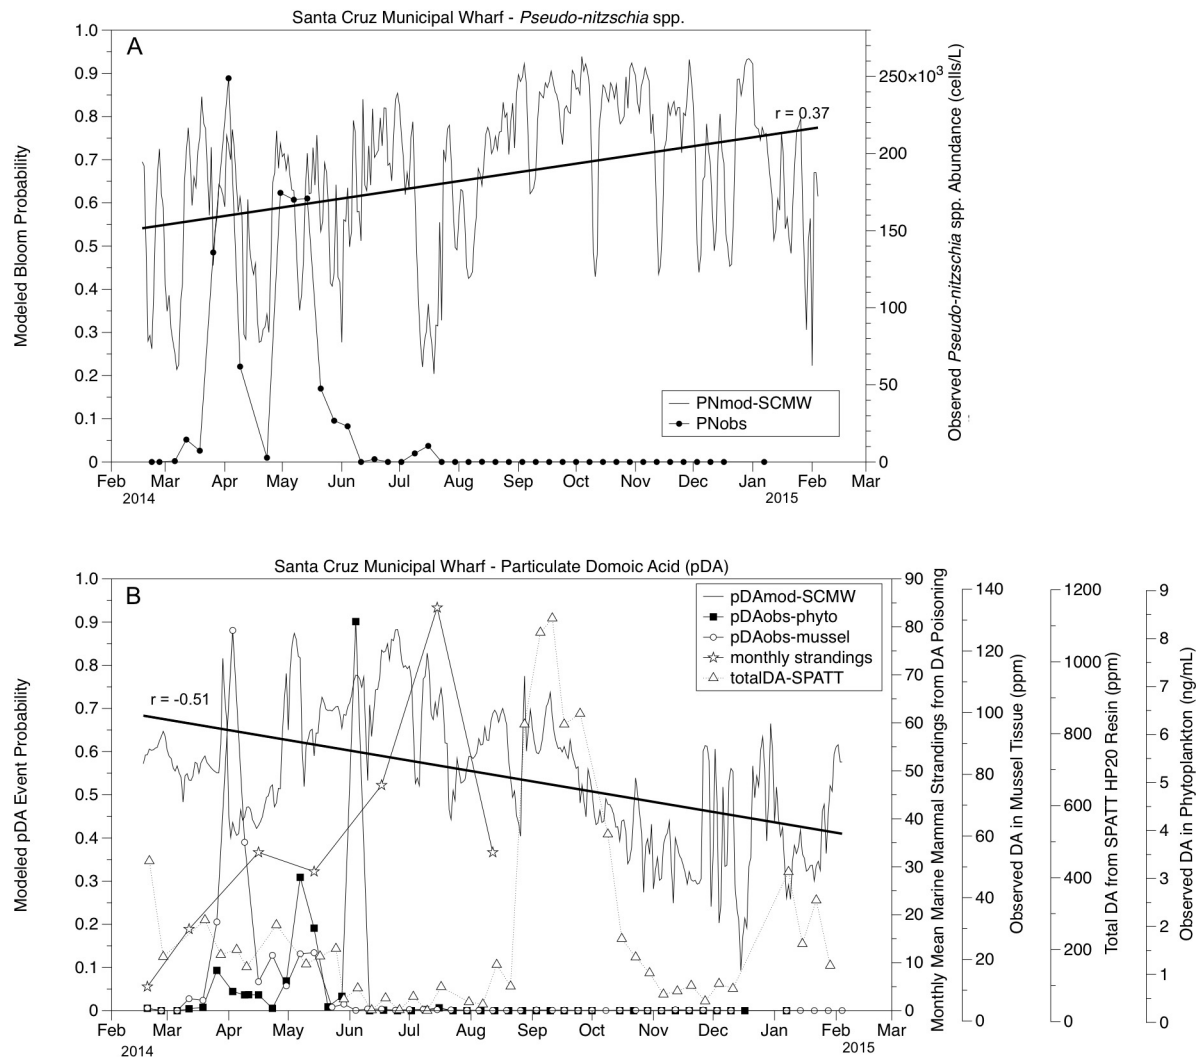 Santa Cruz Municipal Wharf - Pseudo-nitzschia spp.
A
Modeled Bloom Probability
1.0
0.9
0.8
0.7
0.6
0.5
0.4
0.3
0.2
0.1
0
r = 0.37
PNmod-SCMW
PNobs
250×10³
200
150
100
50
0
Observed Pseudo-nitzschia spp. Abundance (cells/L)
Feb Mar Apr May Jun Jul Aug Sep Oct Nov Dec Jan Feb Mar
2014 2015
Santa Cruz Municipal Wharf - Particulate Domoic Acid (pDA)
B
Modeled pDA Event Probability
1.0
0.9
0.8
0.7
0.6
0.5
0.4
0.3
0.2
0.1
0
r = -0.51
pDAmod-SCMW
pDAobs-phyto
pDAobs-mussel
monthly strandings
totalDA-SPATT
90
80
70
60
50
40
30
20
10
0
Monthly Mean Marine Mammal Strandings from DA Poisoning
140
120
100
80
60
40
20
0
Observed DA in Mussel Tissue (ppm)
1200
1000
800
600
400
200
0
Total DA from SPATT HP20 Resin (ppm)
9
8
7
6
5
4
3
2
1
0
Observed DA in Phytoplankton (ng/mL)
Feb Mar Apr May Jun Jul Aug Sep Oct Nov Dec Jan Feb Mar
2014 2015